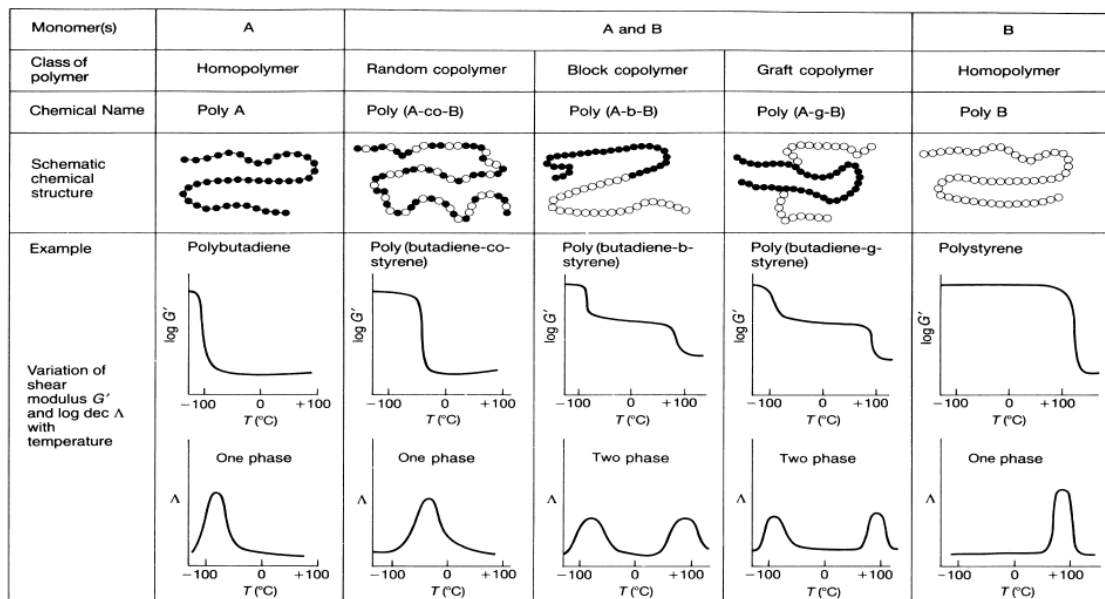 Monomer(s)
A
A and B
B
Class of
polymer
Homopolymer
Random copolymer
Block copolymer
Graft copolymer
Homopolymer
Chemical Name
Poly A
Poly (A-co-B)
Poly (A-b-B)
Poly (A-g-B)
Poly B
Schematic
chemical
structure
Example
Polybutadiene
Poly (butadiene-co-
styrene)
Poly (butadiene-b-
styrene)
Poly (butadiene-g-
styrene)
Polystyrene
Variation of
shear
modulus G′
and log dec Λ
with
temperature
log G′
−100 0 +100
T (°C)
log G′
−100 0 +100
T (°C)
log G′
−100 0 +100
T (°C)
log G′
−100 0 +100
T (°C)
log G′
−100 0 +100
T (°C)
One phase
Λ
−100 0 +100
T (°C)
One phase
Λ
−100 0 +100
T (°C)
Two phase
Λ
−100 0 +100
T (°C)
Two phase
Λ
−100 0 +100
T (°C)
One phase
Λ
−100 0 +100
T (°C)